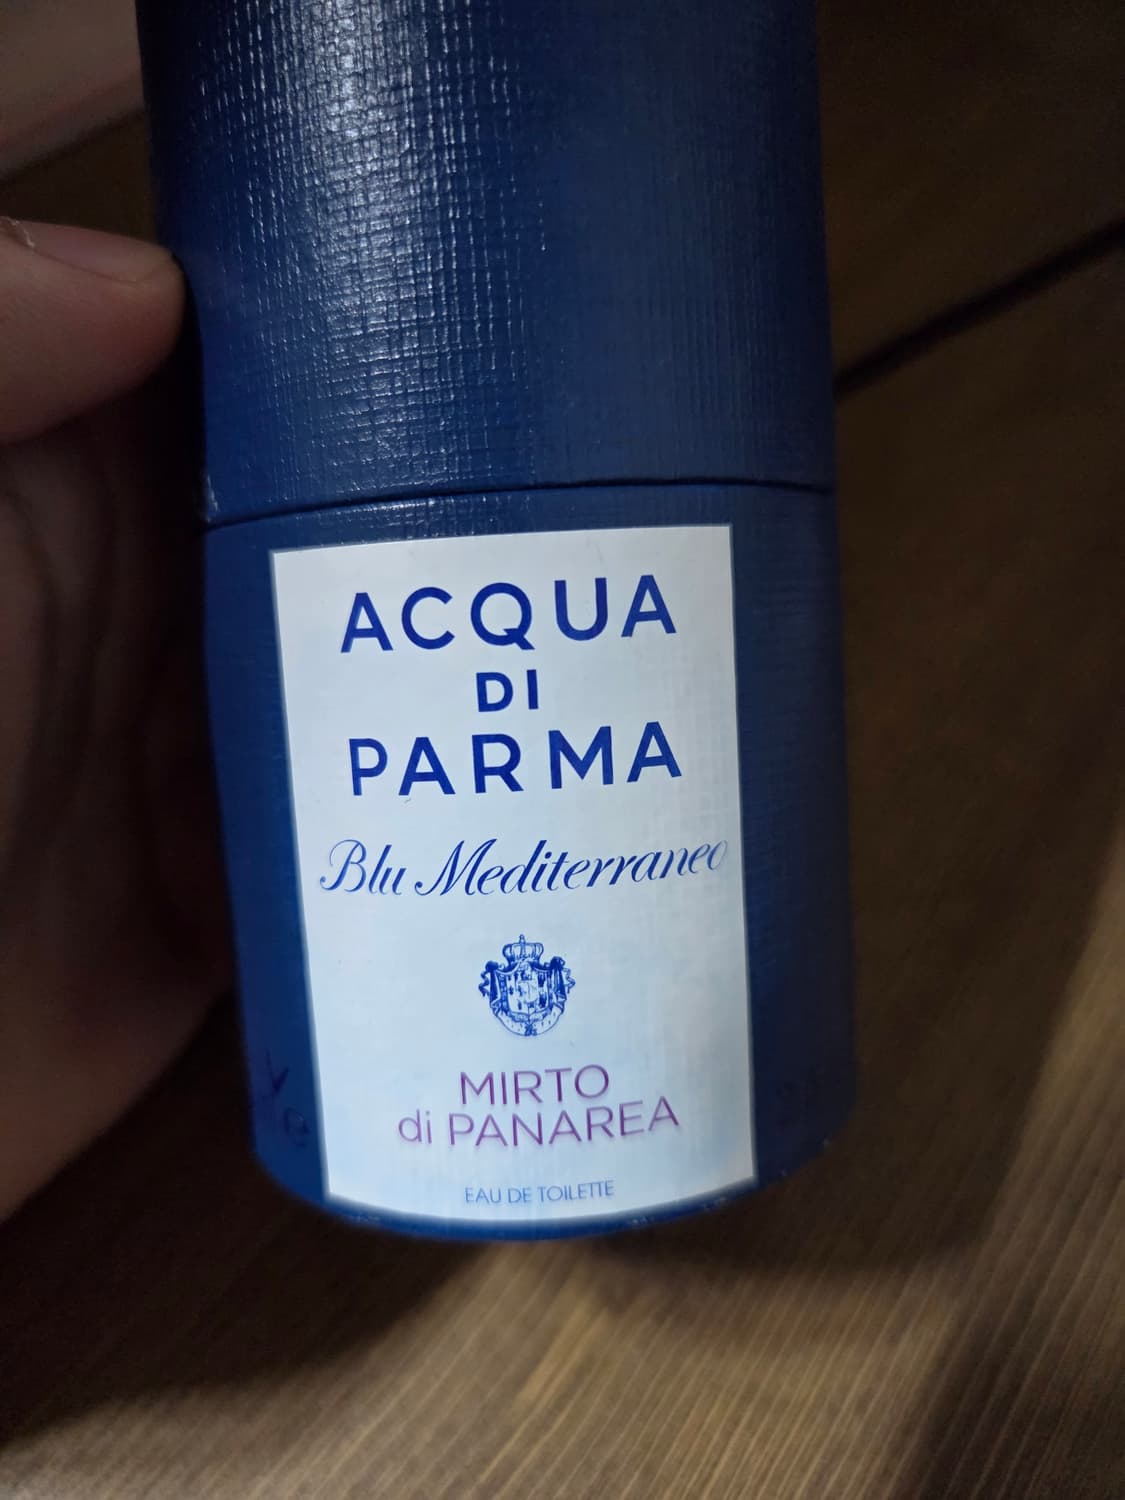 ACQUA
DI
PARMA
Blu Mediterraneo
MIRTO
di PANAREA
EAU DE TOILETTE